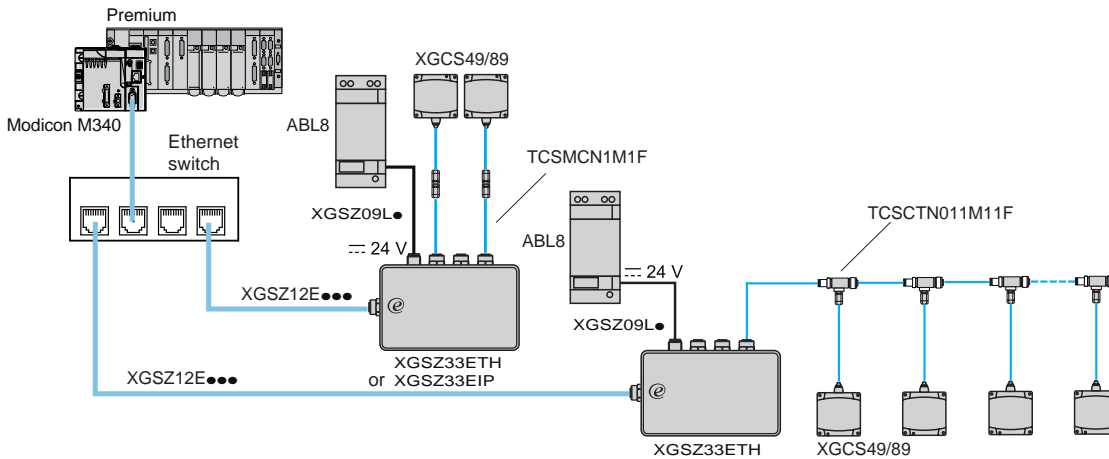 Premium
XGCS49/89
Modicon M340
ABL8
Ethernet
switch
TCSMCN1M1F
XGSZ09L●
24 V
ABL8
TCSCTN011M11F
24 V
XGSZ12E●●●
e
XGSZ09L●
XGSZ33ETH
or XGSZ33EIP
XGSZ12E●●●
e
XGSZ33ETH
XGCS49/89